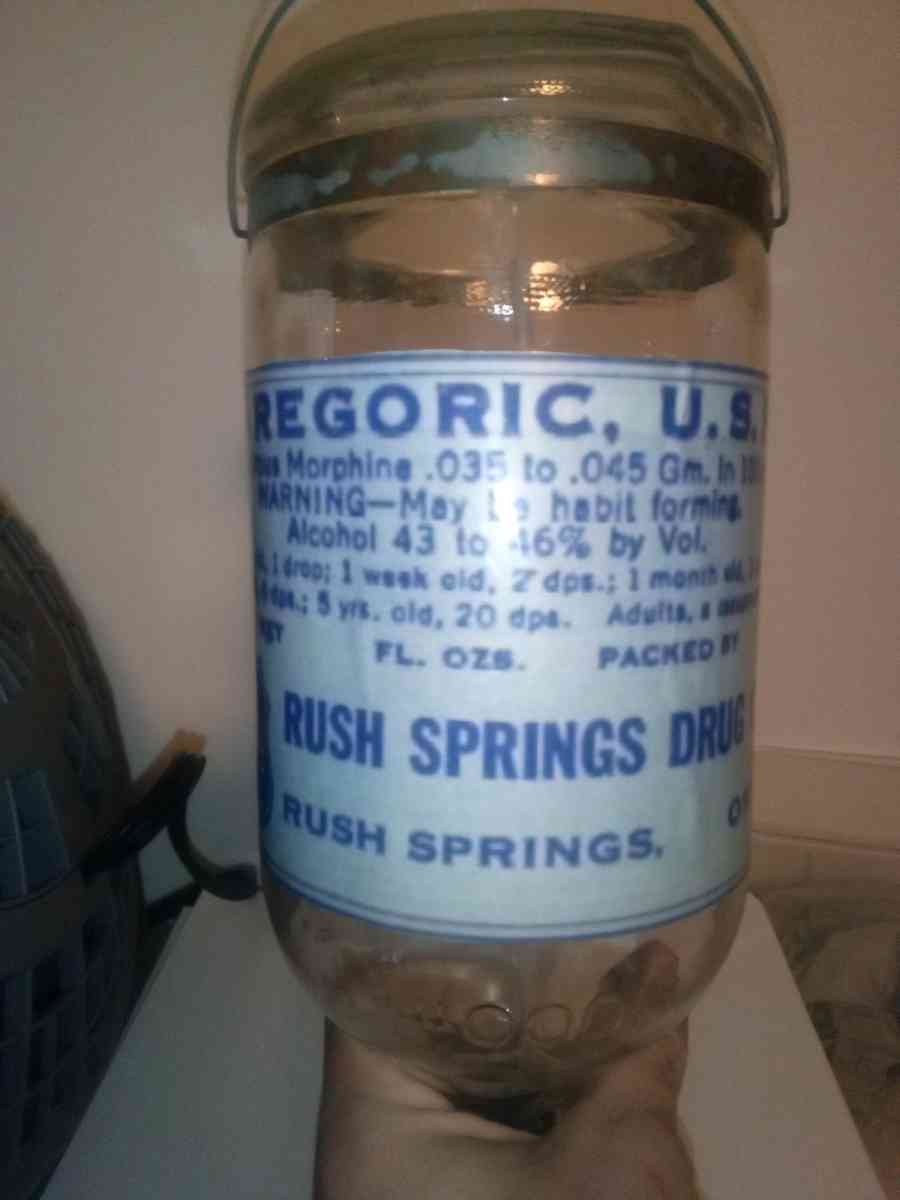 REGORIC, U.S.
Morphine .035 to .045 Gm. In
WARNING—May be habit forming.
Alcohol 43 to 46% by Vol.
1 drop; 1 week old, 2 dps.; 1 month old,
dps.; 5 yrs. old, 20 dps. Adults, a
FL. OZS. PACKED BY
RUSH SPRINGS DRUG
RUSH SPRINGS,